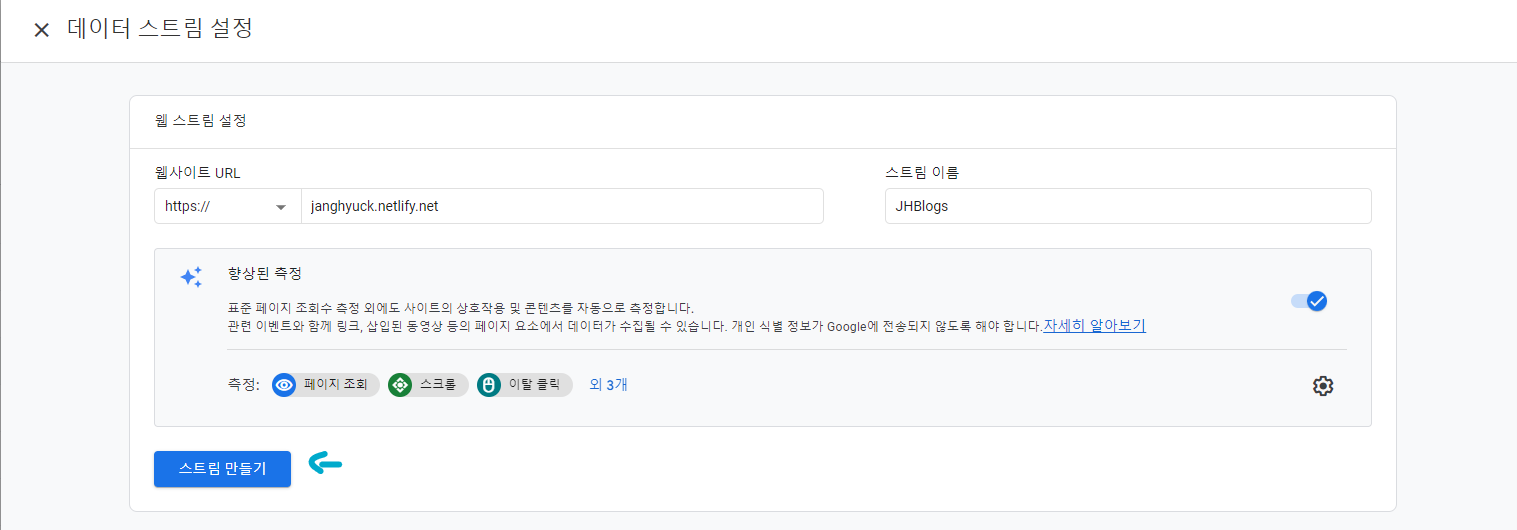 데이터 스트림 설정
웹 스트림 설정
웹사이트 URL
스트림 이름
https://
janghyuck.netlify.net
JHBlogs
향상된 측정
표준 페이지 조회수 측정 외에도 사이트의 상호작용 및 콘텐츠를 자동으로 측정합니다.
관련 이벤트와 함께 링크, 삽입된 동영상 등의 페이지 요소에서 데이터가 수집될 수 있습니다. 개인 식별 정보가 Google에 전송되지 않도록 해야 합니다.자세히 알아보기
측정: 페이지 조회 스크롤 이탈 클릭 외 3개
스트림 만들기